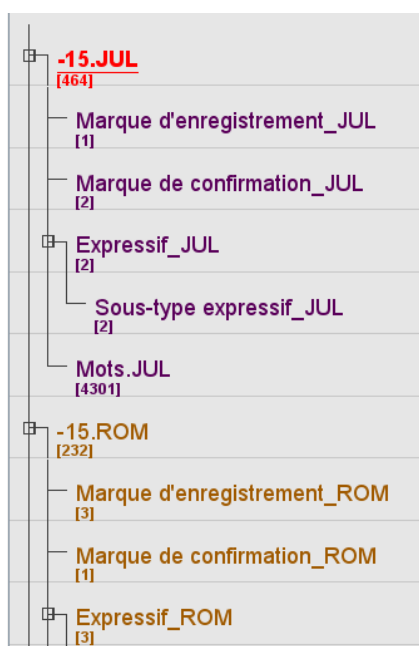 -15.JUL
[464]
Marque d'enregistrement_JUL
[1]
Marque de confirmation_JUL
[2]
Expressif_JUL
[2]
Sous-type expressif_JUL
[2]
Mots.JUL
[4301]
-15.ROM
[232]
Marque d'enregistrement_ROM
[3]
Marque de confirmation_ROM
[1]
Expressif_ROM
[3]